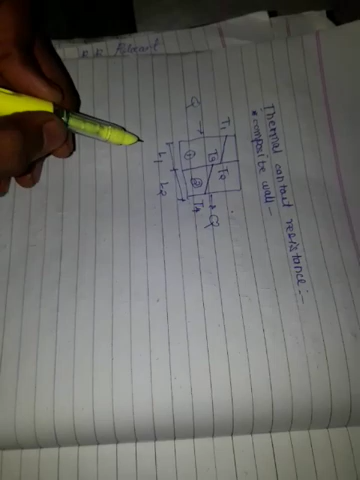 Thermal contact resistance :-
* composite wall -
T1
Q
T3
T2
①
②
T4
Q
L1
L2